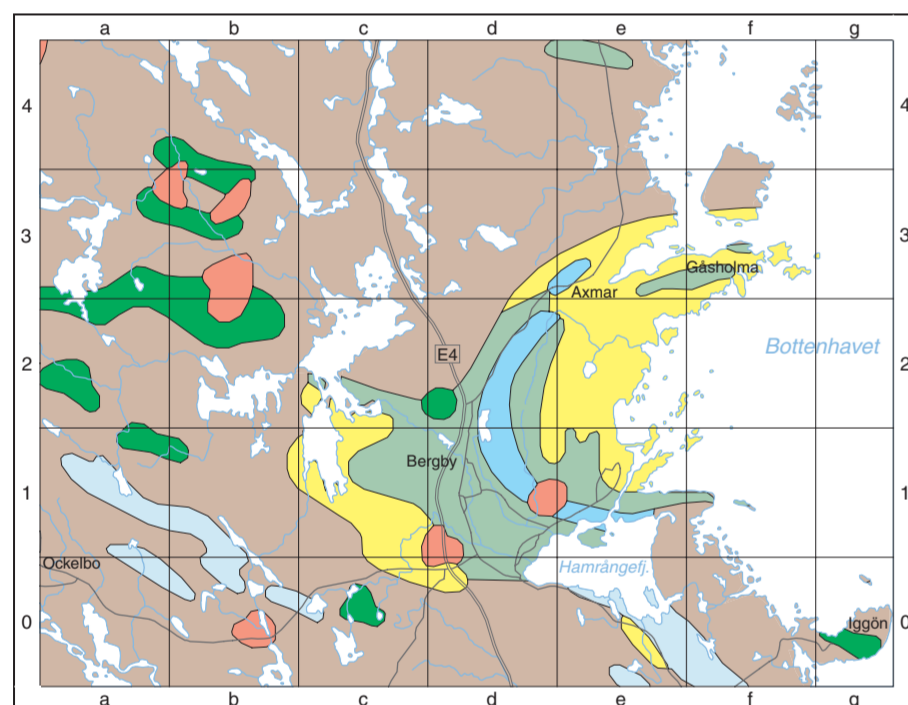 a b c d e f g
4 4
3 3
Gåsholma
Axmar
Bottenhavet
2 2
E4
Bergby
1 1
Ockelbo
Hamrångefj.
0 0
Iggön
a b c d e f g